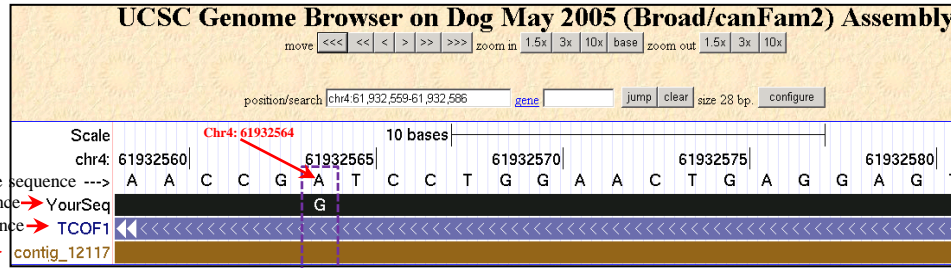 UCSC Genome Browser on Dog May 2005 (Broad/canFam2) Assembly
move <<< << < > >> >>> zoom in 1.5x 3x 10x base zoom out 1.5x 3x 10x
position/search chr4:61,932,559-61,932,586 gene jump clear size 28 bp. configure
Scale Chr4: 61932564 10 bases
chr4: 61932560 61932565 61932570 61932575 61932580
sequence ---> A A C C G A T C C T G G A A C T G A G G A G
YourSeq G
TCOF1
contig_12117